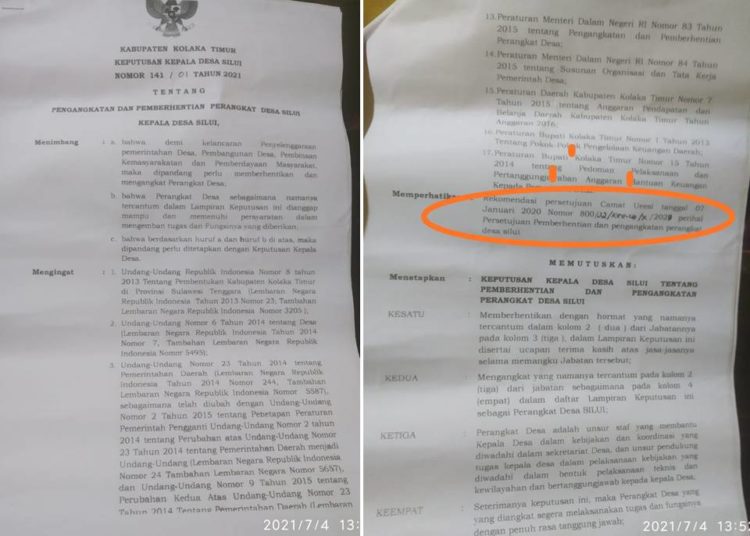 KABUPATEN KOLAKA TIMUR
KEPUTUSAN KEPALA DESA SILUI
NOMOR 141 / 01 TAHUN 2021
TENTANG
PENGANGKATAN DAN PEMBERHENTIAN PERANGKAT DESA SILUI
KEPALA DESA SILUI,
Menimbang : a. bahwa demi kelancaran Penyelenggaraan
pemerintahan Desa, Pembangunan Desa, Pembinaan
Kemasyarakatan dan Pemberdayaan Masyarakat,
maka dipandang perlu memberhentikan dan
mengangkat Perangkat Desa;
b. bahwa Perangkat Desa sebagaimana namanya
tercantum dalam Lampiran Keputusan ini dianggap
mampu dan memenuhi persyaratan dalam
mengemban tugas dan Fungsinya yang diberikan;
c. bahwa berdasarkan huruf a dan huruf b di atas, maka
dipandang perlu ditetapkan dengan Keputusan Kepala
Desa.
Mengingat : 1. Undang-Undang Republik Indonesia Nomor 8 tahun
2013 Tentang Pembentukan Kabupaten Kolaka Timur
di Provinsi Sulawesi Tenggara (Lembaran Negara
Republik Indonesia Tahun 2013 Nomor 23; Tambahan
Lembaran Negara Republik Indonesia Nomor 3205 );
2. Undang-Undang Nomor 6 Tahun 2014 tentang Desa
(Lembaran Negara Republik Indonesia Tahun 2014
Nomor 7, Tambahan Lembaran Negara Republik
Indonesia Nomor 5495);
3. Undang-Undang Nomor 23 Tahun 2014 tentang
Pemerintahan Daerah (Lembaran Negara Republik
Indonesia Tahun 2014 Nomor 244, Tambahan
Lembaran Negara Republik Indonesia Nomor 5587),
sebagaimana telah diubah dengan Undang-Undang
Nomor 2 Tahun 2015 tentang Penetapan Peraturan
Pemerintah Pengganti Undang-Undang Nomor 2 tahun
2014 tentang Perubahan atas Undang-Undang Nomor
23 Tahun 2014 tentang Pemerintahan Daerah menjadi
Undang-Undang (Lembaran Negara Republik Indonesia
Nomor 24 Tambahan Lembaran Negara Nomor 5657),
dan Undang-Undang Nomor 9 Tahun 2015 tentang
Perubahan Kedua Atas Undang-Undang Nomor 23
Tahun 2014 Tentang Pemerintahan Daerah
2021/7/4 13:
13. Peraturan Menteri Dalam Negeri RI Nomor 83 Tahun
2015 tentang Pengangkatan dan Pemberhentian
Perangkat Desa;
14. Peraturan Menteri Dalam Negeri RI Nomor 84 Tahun
2015 tentang Susunan Organisasi dan Tata Kerja
Pemerintah Desa;
15. Peraturan Daerah Kabupaten Kolaka Timur Nomor 7
Tahun 2015 tentang Anggaran Pendapatan dan
Belanja Daerah Kabupaten Kolaka Timur Tahun
Anggaran 2016;
16. Peraturan Bupati Kolaka Timur Nomor 1 Tahun 2013
Tentang Pokok-Pokok Pengelolaan Keuangan Daerah;
17. Peraturan Bupati Kolaka Timur Nomor 15 Tahun
2014 tentang Pedoman Pelaksanaan dan
Pertanggungjawaban Anggaran Bantuan Keuangan
Kepada
Memperhatikan : Rekomendasi persetujuan Camat Ueesi tanggal 07
Januari 2020 Nomor 800/ perihal
Persetujuan Pemberhentian dan pengangkatan perangkat
desa silui
MEMUTUSKAN:
Menetapkan : KEPUTUSAN KEPALA DESA SILUI TENTANG
PEMBERHENTIAN DAN PENGANGKATAN
PERANGKAT DESA SILUI
KESATU : Memberhentikan dengan hormat yang namanya
tercantum dalam kolom 2 ( dua ) dari Jabatannya
pada kolom 3 (tiga ), dalam Lampiran Keputusan ini
disertai ucapan terima kasih atas jasa-jasanya
selama memangku Jabatan tersebut;
KEDUA : Mengangkat yang namanya tercantum pada kolom 2
(tiga) dari jabatan sebagaimana pada kolom 4
(empat) dalam daftar Lampiran Keputusan ini
sebagai Perangkat Desa SILUI.
KETIGA : Perangkat Desa adalah unsur staf yang membantu
Kepala Desa dalam kebijakan dan koordinasi yang
diwadahi dalam sekretariat Desa, dan unsur pendukung
tugas kepala desa dalam pelaksanaan kebijakan yang
diwadahi dalam bentuk pelaksanaan teknis dan
kewilayahan dan bertanggungjawab kepada kepala Desa;
KEEMPAT : Seterimanya keputusan ini, maka Perangkat Desa yang
yang diangkat segera melaksanakan tugas dan fungsinya
dengan penuh rasa tanggung jawab;
2021/7/4 13:52